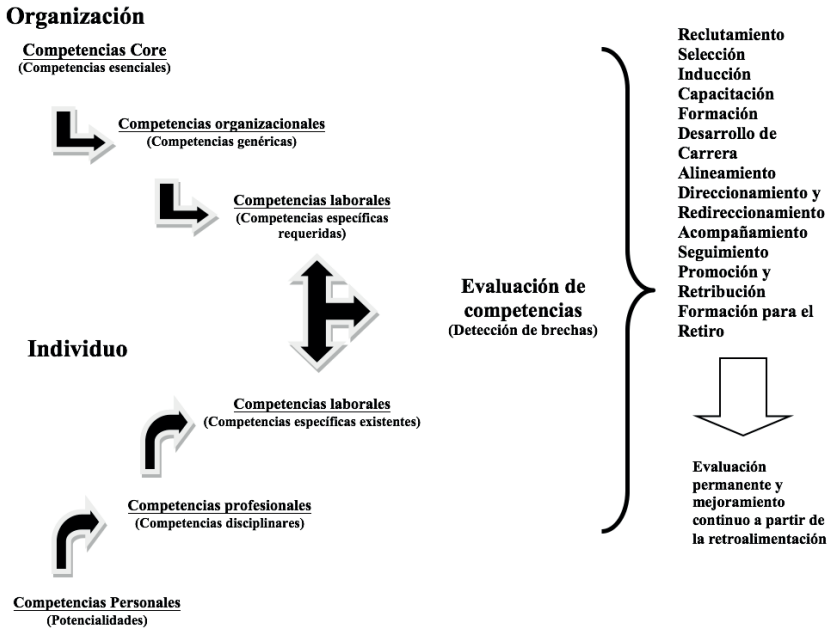 Organización
Competencias Core
(Competencias esenciales)
Competencias organizacionales
(Competencias genéricas)
Competencias laborales
(Competencias específicas
requeridas)
Evaluación de
competencias
(Detección de brechas)
Individuo
Competencias laborales
(Competencias específicas existentes)
Competencias profesionales
(Competencias disciplinares)
Competencias Personales
(Potencialidades)
Reclutamiento
Selección
Inducción
Capacitación
Formación
Desarrollo de
Carrera
Alineamiento
Direccionamiento y
Redireccionamiento
Acompañamiento
Seguimiento
Promoción y
Retribución
Formación para el
Retiro
Evaluación
permanente y
mejoramiento
continuo a partir de
la retroalimentación